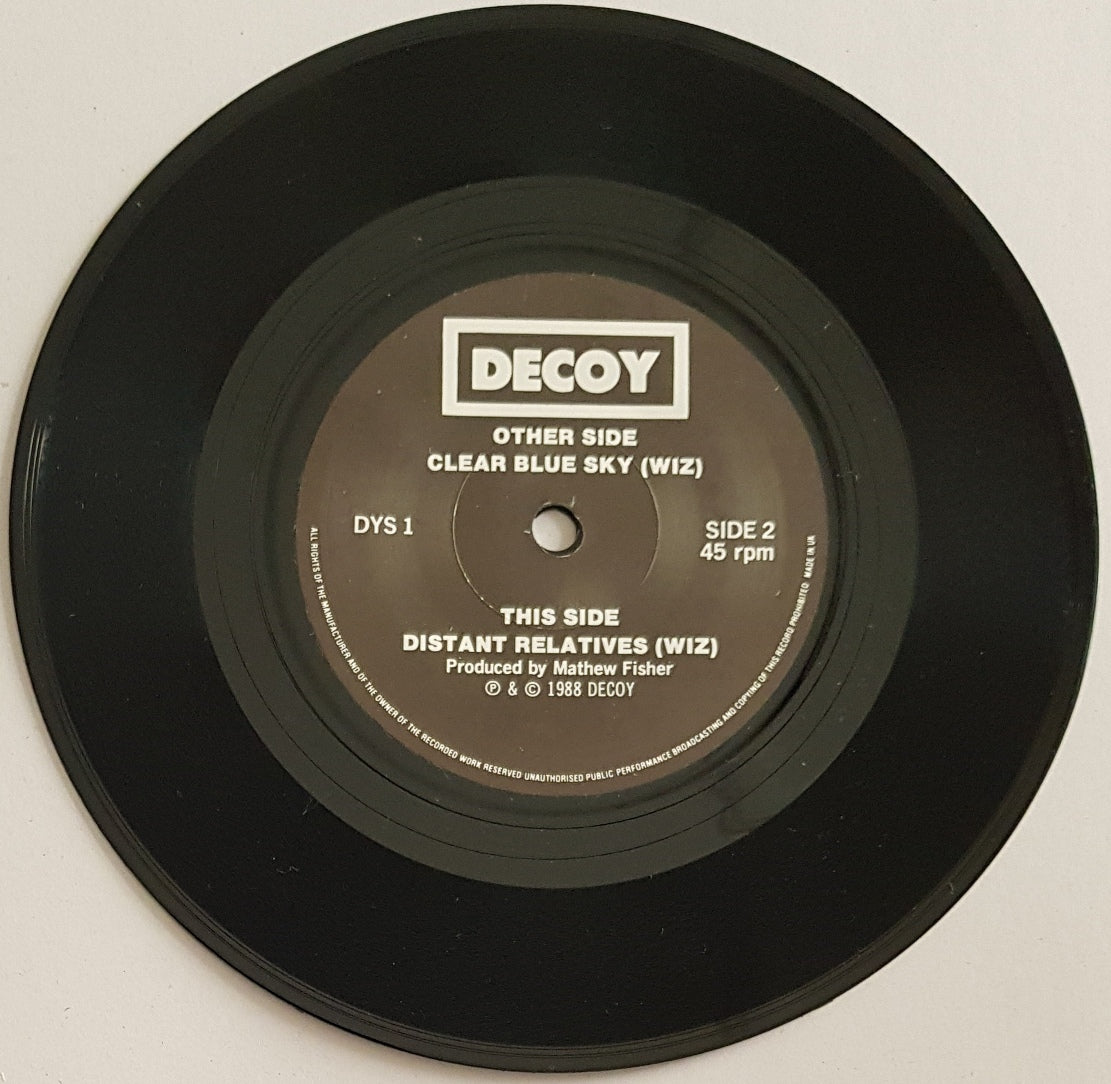 DECOY
OTHER SIDE
CLEAR BLUE SKY (WIZ)
DYS 1
SIDE 2
45 rpm
THIS SIDE
DISTANT RELATIVES (WIZ)
Produced by Mathew Fisher
℗ & © 1988 DECOY
ALL RIGHTS OF THE MANUFACTURER AND OF THE OWNER OF THE RECORDED WORK RESERVED UNAUTHORISED PUBLIC PERFORMANCE BROADCASTING AND COPYING OF THIS RECORD PROHIBITED MADE IN UK